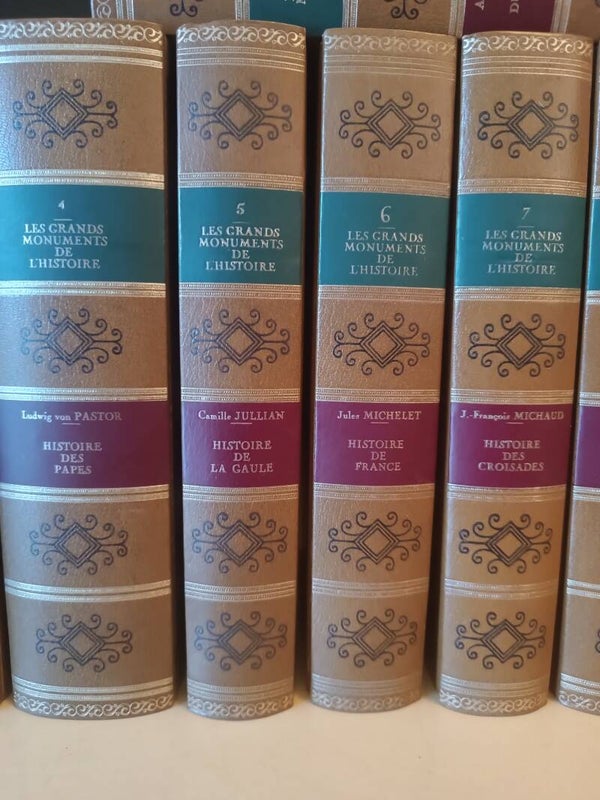 4
LES GRANDS
MONUMENTS
DE
L'HISTOIRE
Ludwig von PASTOR
HISTOIRE
DES
PAPES
5
LES GRANDS
MONUMENTS
DE
L'HISTOIRE
Camille JULLIAN
HISTOIRE
DE
LA GAULE
6
LES GRANDS
MONUMENTS
DE
L'HISTOIRE
Jules MICHELET
HISTOIRE
DE
FRANCE
7
LES GRANDS
MONUMENTS
DE
L'HISTOIRE
J.-François MICHAUD
HISTOIRE
DES
CROISADES